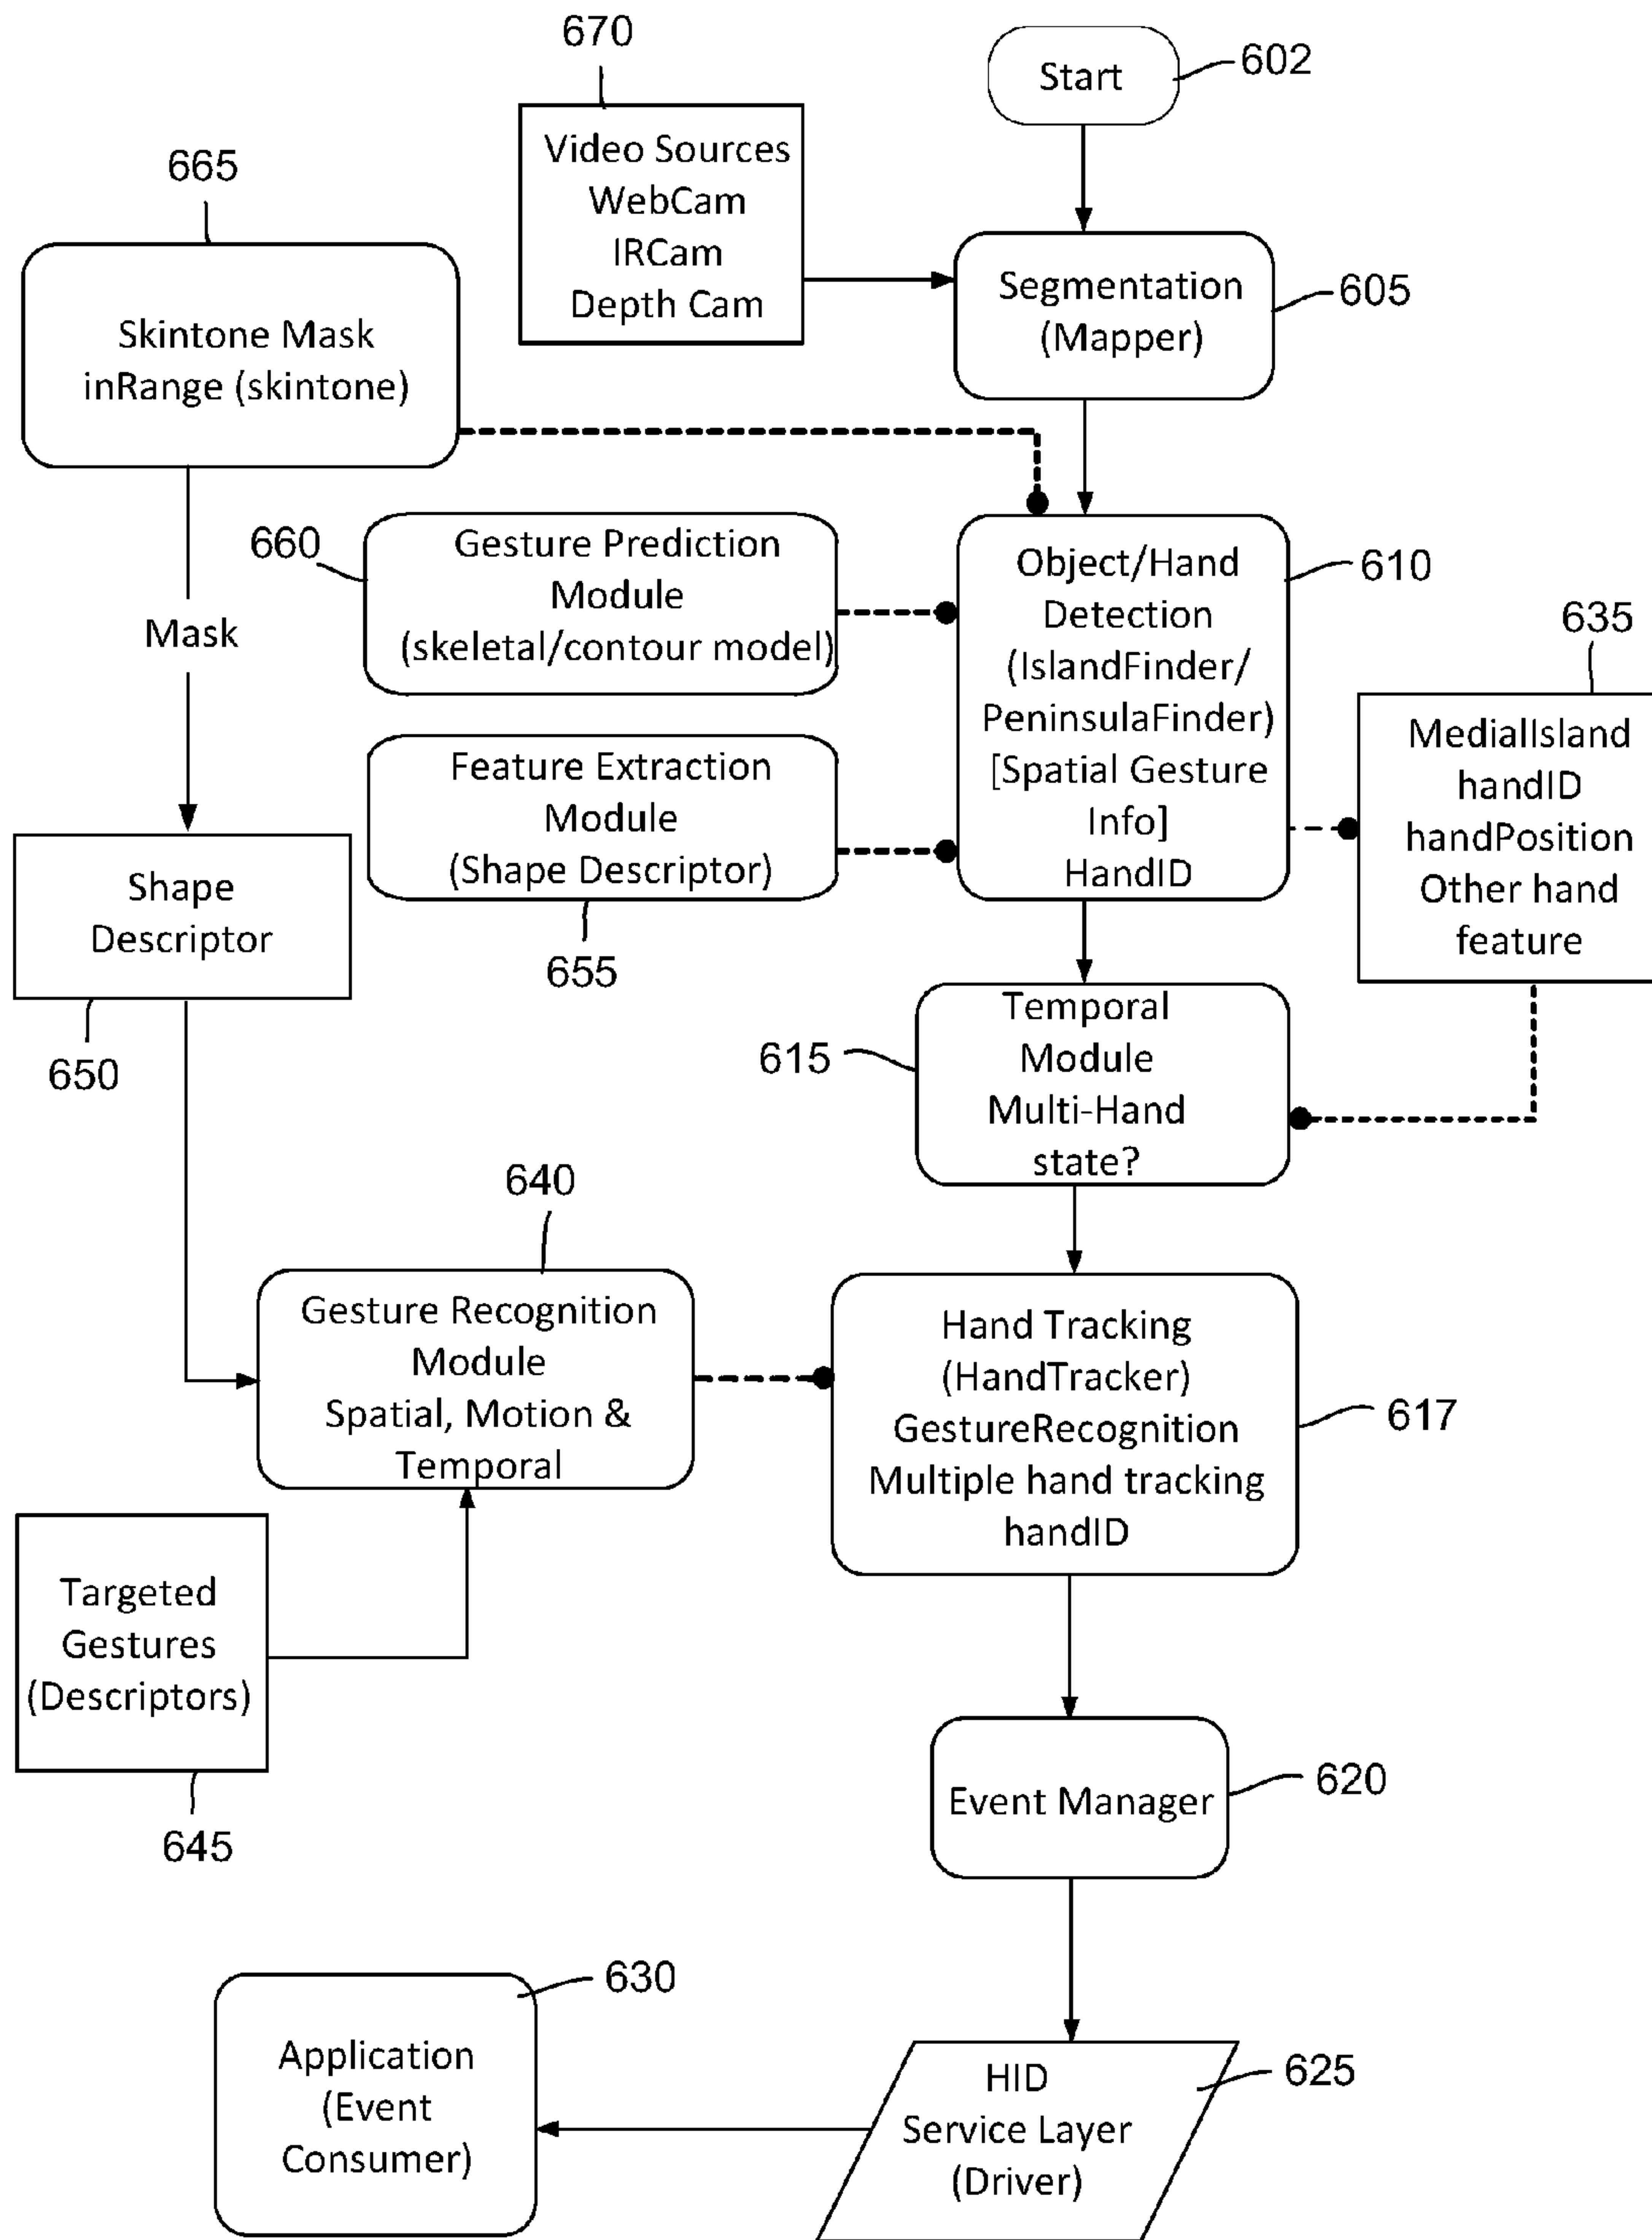 670
Start
602
Video Sources
WebCam
IRCam
Depth Cam
665
Skintone Mask
inRange (skintone)
Segmentation
(Mapper)
605
660
Gesture Prediction
Module
(skeletal/contour model)
Object/Hand
Detection
(IslandFinder/
PeninsulaFinder)
[Spatial Gesture
Info]
HandID
610
635
Mask
Feature Extraction
Module
(Shape Descriptor)
655
MedialIsland
handID
handPosition
Other hand
feature
Shape
Descriptor
650
615
Temporal
Module
Multi-Hand
state?
640
Gesture Recognition
Module
Spatial, Motion &
Temporal
Hand Tracking
(HandTracker)
GestureRecognition
Multiple hand tracking
handID
617
Targeted
Gestures
(Descriptors)
645
Event Manager
620
630
Application
(Event
Consumer)
HID
Service Layer
(Driver)
625